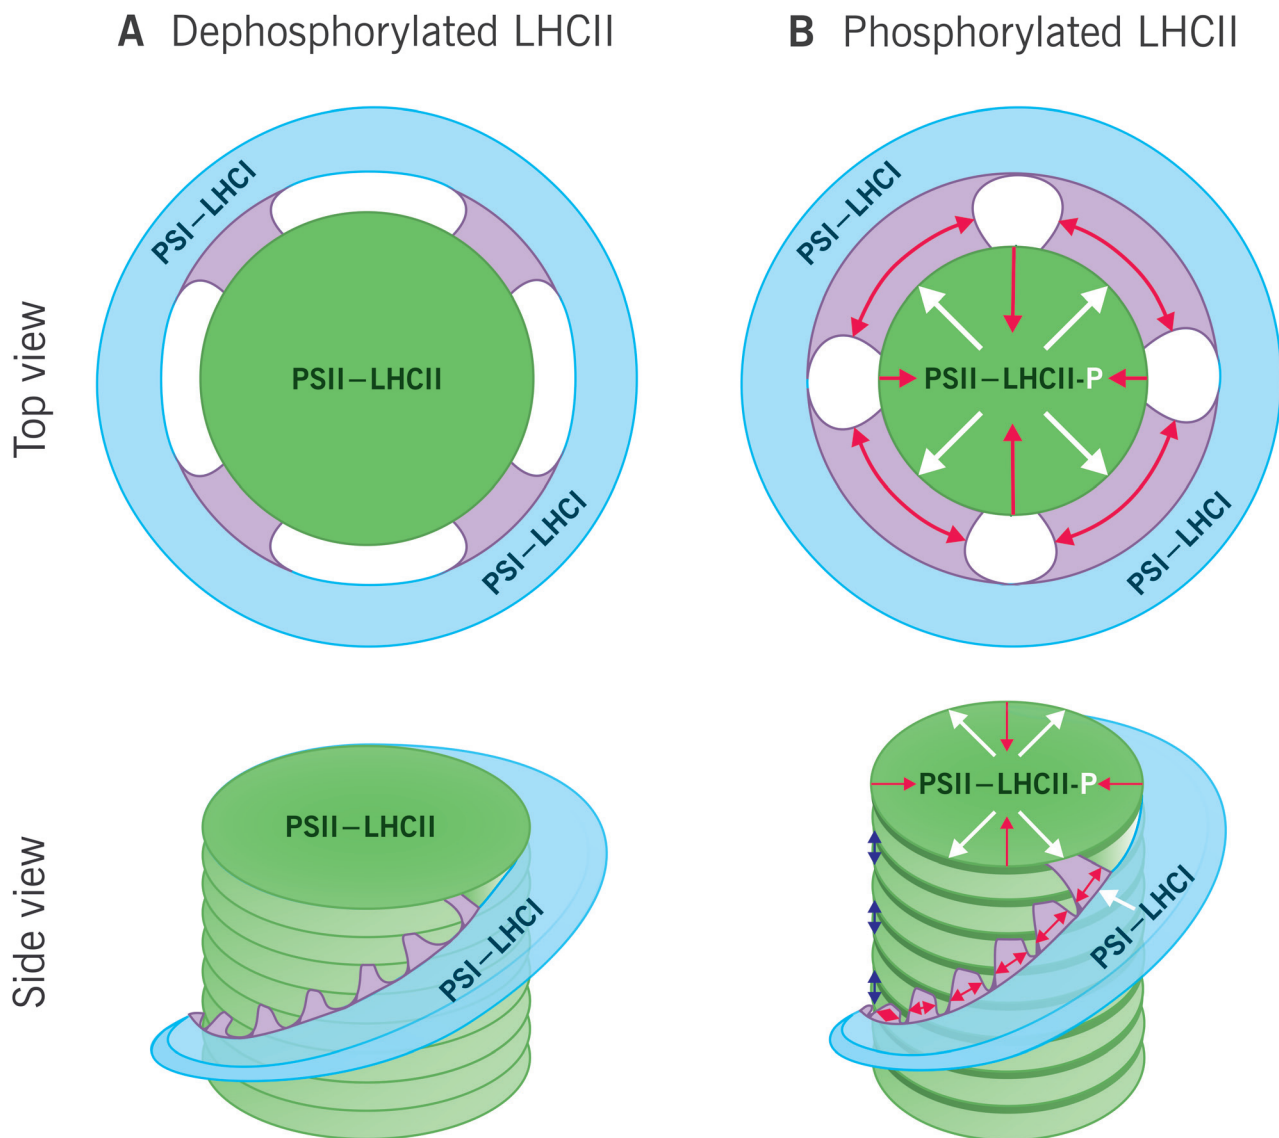 A Dephosphorylated LHCII
B Phosphorylated LHCII
Top view
PSI–LHCI
PSII–LHCII
PSI–LHCI
PSI–LHCI
PSII–LHCII-P
PSI–LHCI
Side view
PSII–LHCII
PSI–LHCI
PSII–LHCII-P
PSI–LHCI